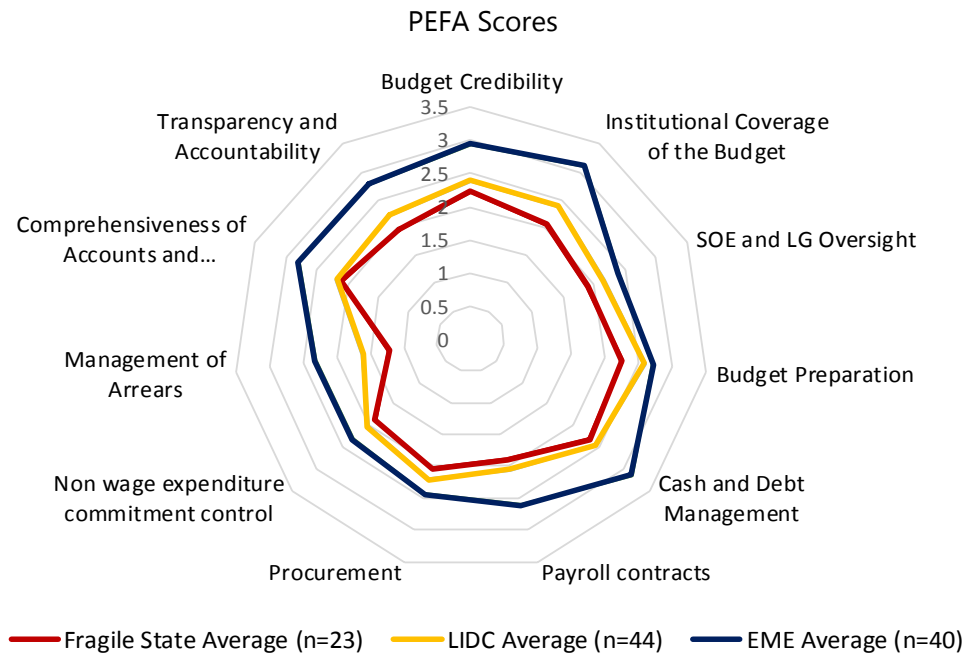 PEFA Scores
Budget Credibility
Institutional Coverage
of the Budget
SOE and LG Oversight
Budget Preparation
Cash and Debt
Management
Payroll contracts
Procurement
Non wage expenditure
commitment control
Management of
Arrears
Comprehensiveness of
Accounts and...
Transparency and
Accountability
3.5
3
2.5
2
1.5
1
0.5
0
Fragile State Average (n=23)
LIDC Average (n=44)
EME Average (n=40)